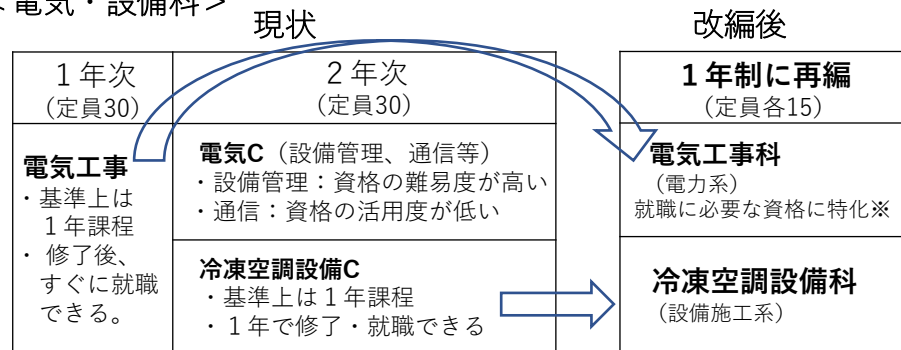 電気・設備科＞
現状
改編後
１年次
(定員30)
２年次
(定員30)
１年制に再編
(定員各15)
電気工事
・基準上は
１年課程
・ 修了後、
すぐに就職
できる。
電気C（設備管理、通信等）
・設備管理：資格の難易度が高い
・通信：資格の活用度が低い
冷凍空調設備C
・基準上は１年課程
・１年で修了・就職できる
電気工事科
(電力系)
就職に必要な資格に特化※
冷凍空調設備科
(設備施工系)